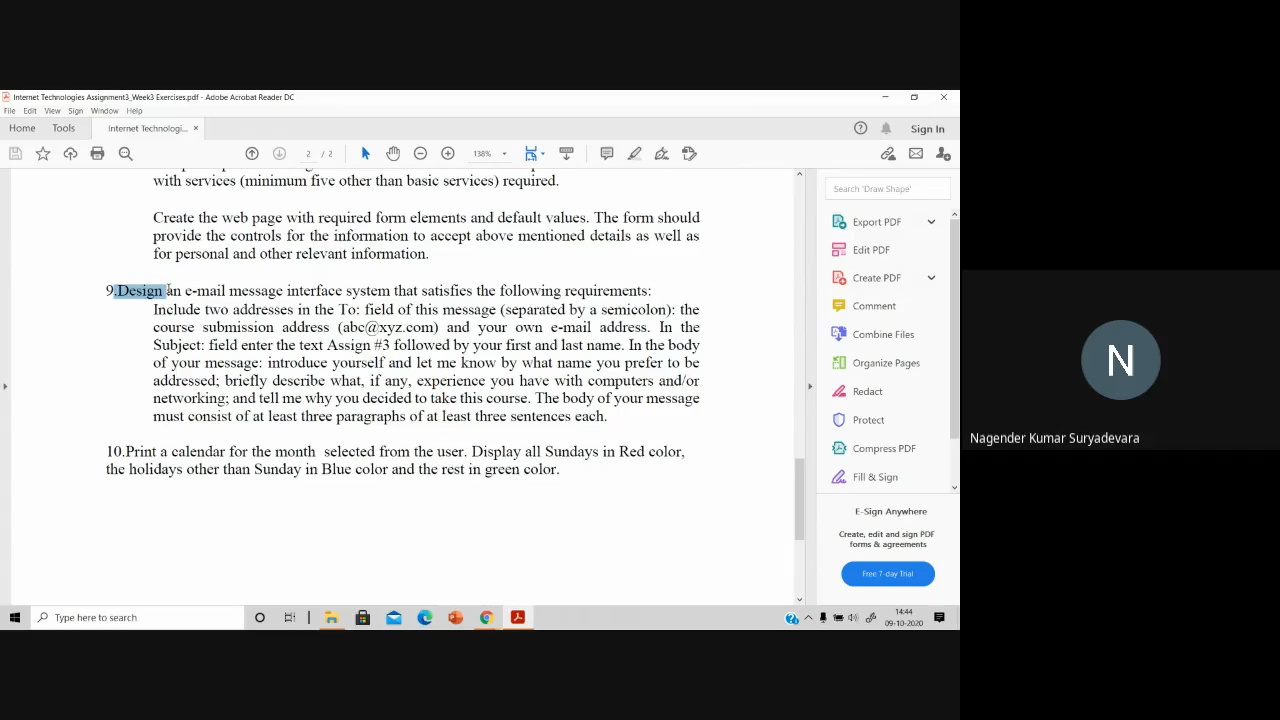 Internet Technologies Assignment3_Week3 Exercises.pdf - Adobe Acrobat Reader DC
File Edit View Sign Window Help
Home Tools Internet Technologi... × Sign In
2 / 2 138%
with services (minimum five other than basic services) required.
Create the web page with required form elements and default values. The form should
provide the controls for the information to accept above mentioned details as well as
for personal and other relevant information.
9.Design an e-mail message interface system that satisfies the following requirements:
Include two addresses in the To: field of this message (separated by a semicolon): the
course submission address (abc@xyz.com) and your own e-mail address. In the
Subject: field enter the text Assign #3 followed by your first and last name. In the body
of your message: introduce yourself and let me know by what name you prefer to be
addressed; briefly describe what, if any, experience you have with computers and/or
networking; and tell me why you decided to take this course. The body of your message
must consist of at least three paragraphs of at least three sentences each.
10.Print a calendar for the month selected from the user. Display all Sundays in Red color,
the holidays other than Sunday in Blue color and the rest in green color.
Search 'Draw Shape'
Export PDF
Edit PDF
Create PDF
Comment
Combine Files
Organize Pages
Redact
Protect
Compress PDF
Fill & Sign
E-Sign Anywhere
Create, edit and sign PDF
forms & agreements
Free 7-day Trial
Type here to search
14:44
09-10-2020
N
Nagender Kumar Suryadevara